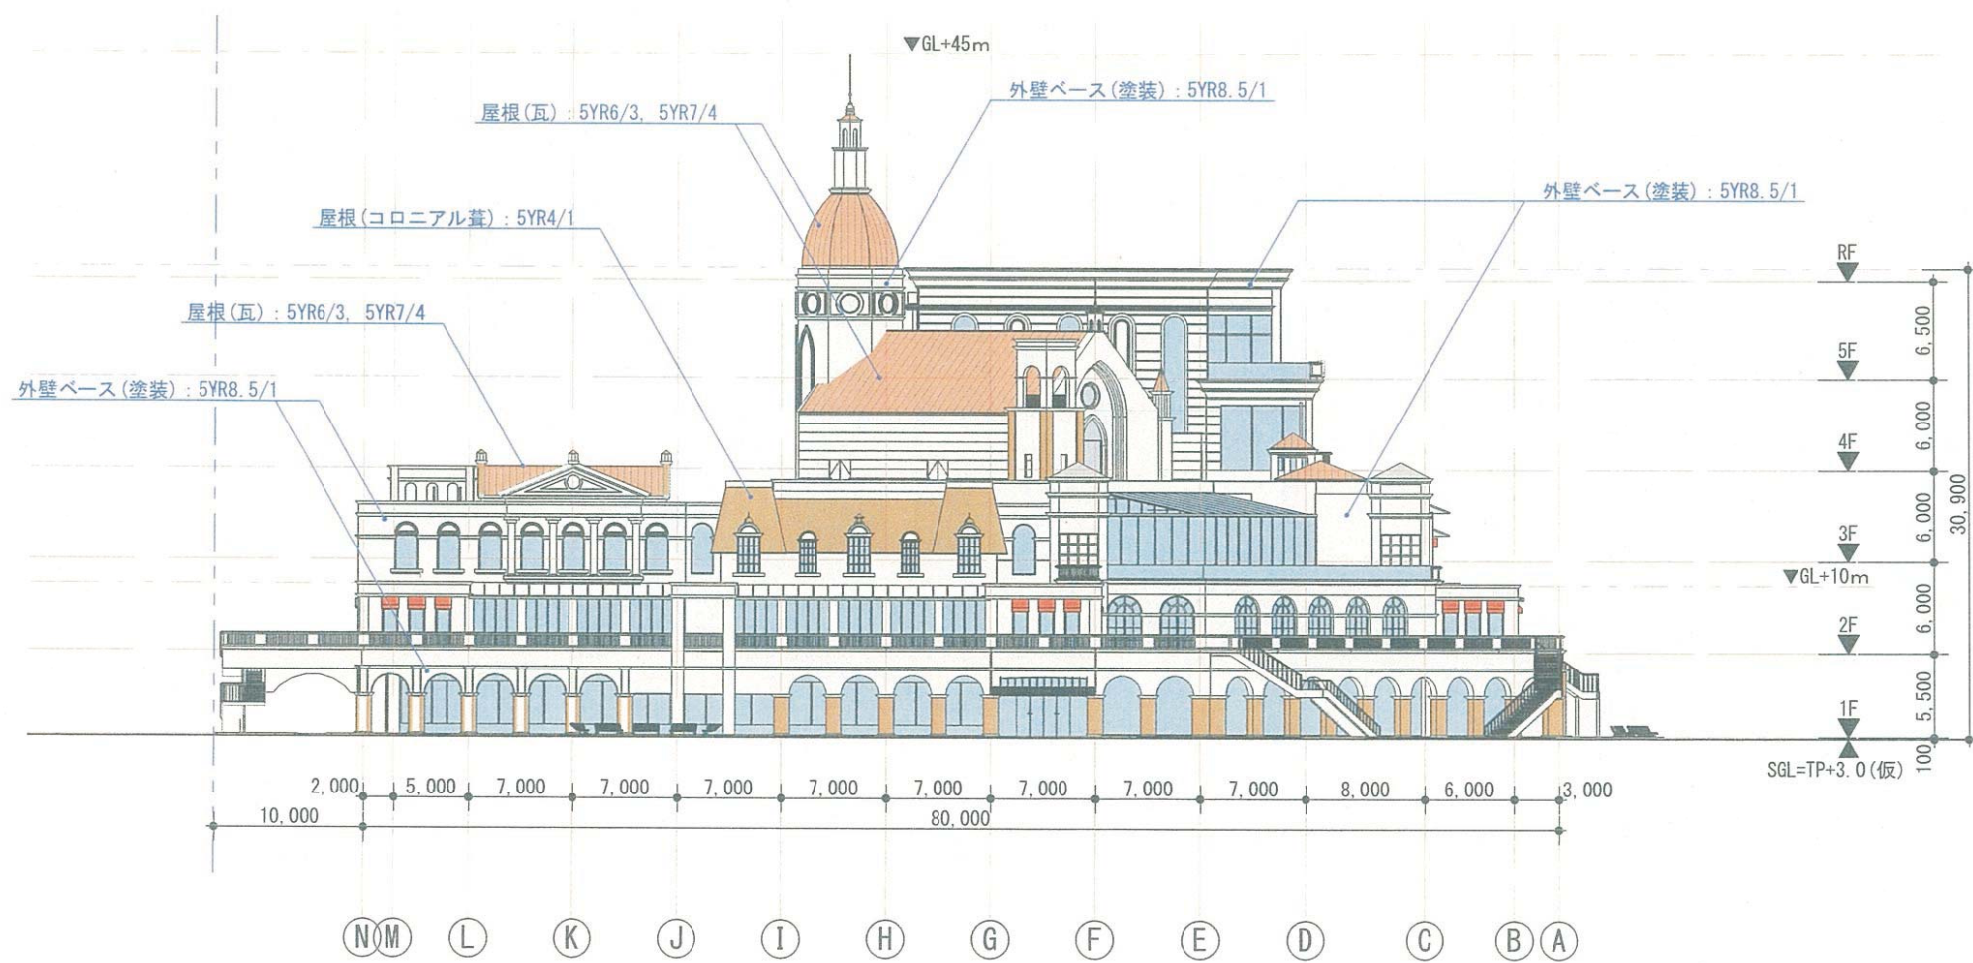 ▼GL+45m
外壁ベース(塗装):5YR8.5/1
屋根(瓦):5YR6/3, 5YR7/4
外壁ベース(塗装):5YR8.5/1
屋根(コロニアル葺):5YR4/1
RF
屋根(瓦):5YR6/3, 5YR7/4
6,500
5F
外壁ベース(塗装):5YR8.5/1
6,000
4F
6,000
30,900
3F
▼GL+10m
6,000
2F
5,500
1F
100
SGL=TP+3.0(仮)
2,000 5,000 7,000 7,000 7,000 7,000 7,000 7,000 7,000 7,000 8,000 6,000 3,000
10,000 80,000
N M L K J I H G F E D C B A